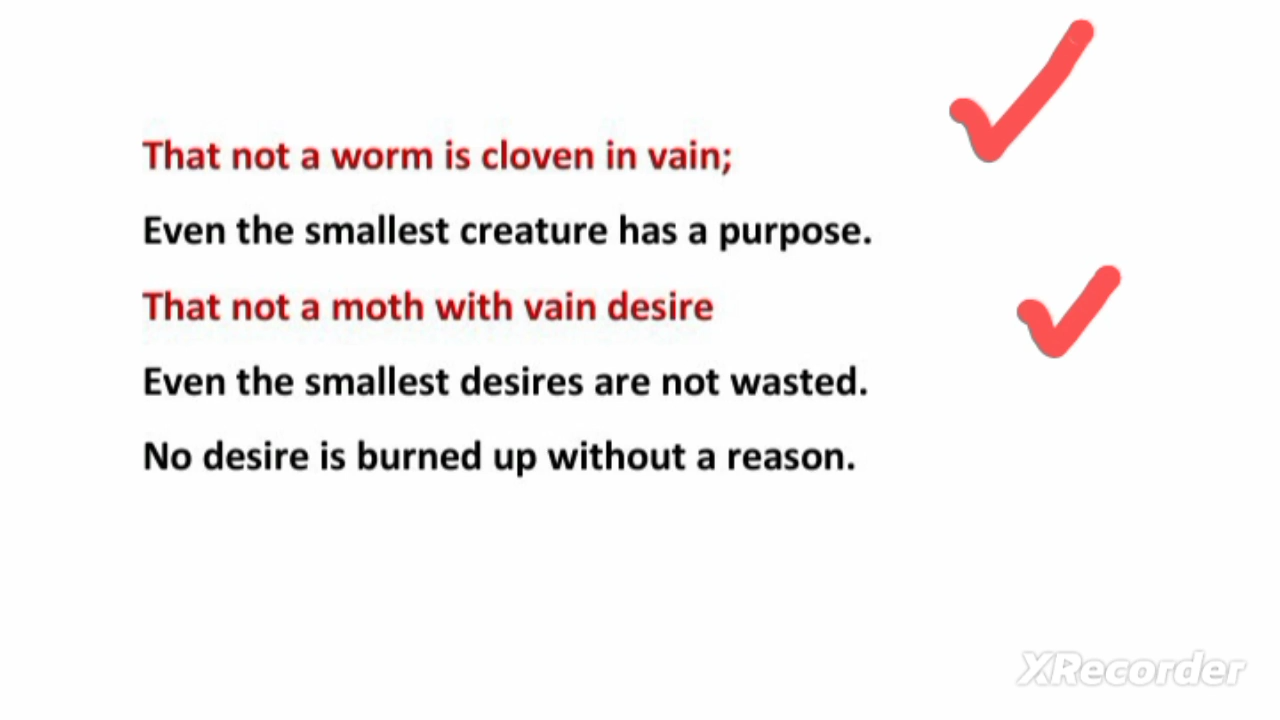 That not a worm is cloven in vain;
Even the smallest creature has a purpose.
That not a moth with vain desire
Even the smallest desires are not wasted.
No desire is burned up without a reason.
XRecorder